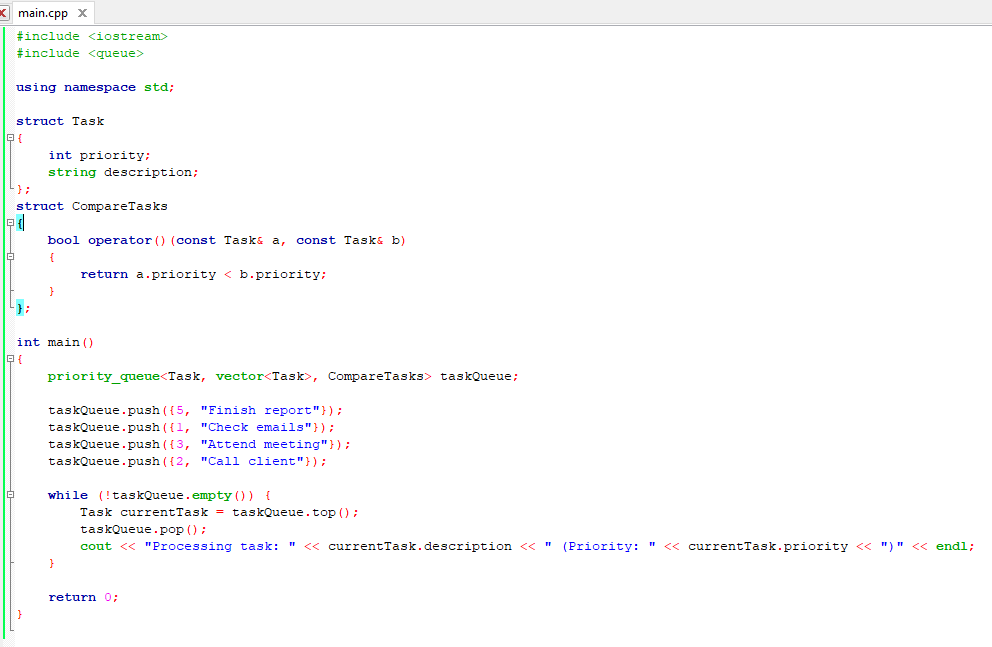 main.cpp
#include <iostream>
#include <queue>

using namespace std;

struct Task
{
    int priority;
    string description;
};
struct CompareTasks
{
    bool operator()(const Task& a, const Task& b)
    {
        return a.priority < b.priority;
    }
};

int main()
{
    priority_queue<Task, vector<Task>, CompareTasks> taskQueue;

    taskQueue.push({5, "Finish report"});
    taskQueue.push({1, "Check emails"});
    taskQueue.push({3, "Attend meeting"});
    taskQueue.push({2, "Call client"});

    while (!taskQueue.empty()) {
        Task currentTask = taskQueue.top();
        taskQueue.pop();
        cout << "Processing task: " << currentTask.description << " (Priority: " << currentTask.priority << ")" << endl;
    }

    return 0;
}